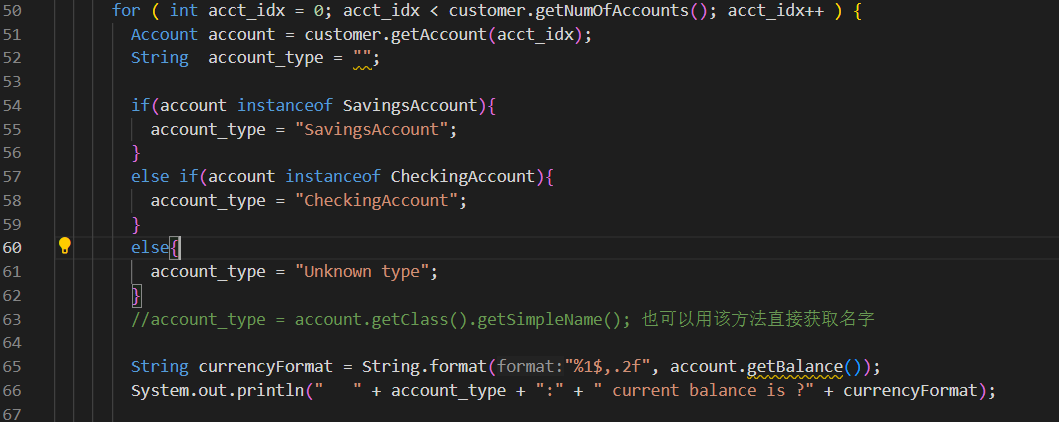 50 for ( int acct_idx = 0; acct_idx < customer.getNumOfAccounts(); acct_idx++ ) {
51 Account account = customer.getAccount(acct_idx);
52 String  account_type = "";
53
54 if(account instanceof SavingsAccount){
55 account_type = "SavingsAccount";
56 }
57 else if(account instanceof CheckingAccount){
58 account_type = "CheckingAccount";
59 }
60 else{
61 account_type = "Unknown type";
62 }
63 //account_type = account.getClass().getSimpleName(); 也可以用该方法直接获取名字
64
65 String currencyFormat = String.format(format:"%1$,.2f", account.getBalance());
66 System.out.println("   " + account_type + ":" + " current balance is ?" + currencyFormat);
67